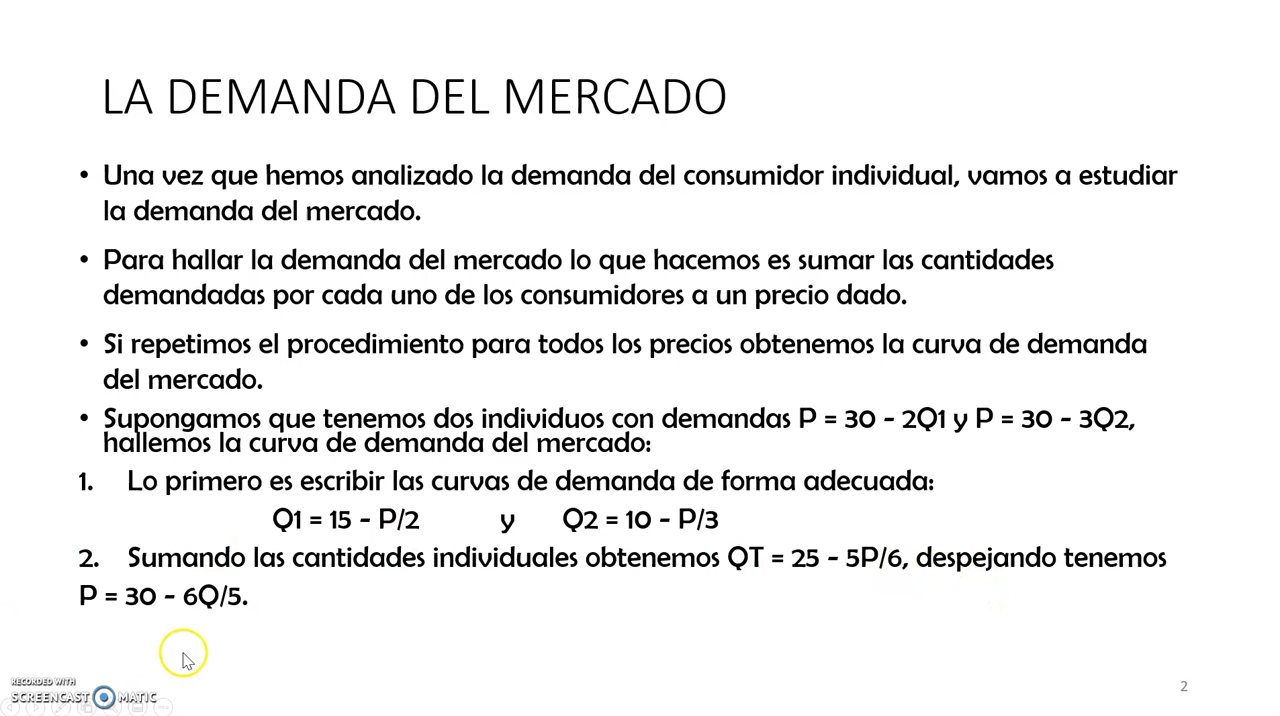 LA DEMANDA DEL MERCADO
• Una vez que hemos analizado la demanda del consumidor individual, vamos a estudiar
la demanda del mercado.
• Para hallar la demanda del mercado lo que hacemos es sumar las cantidades
demandadas por cada uno de los consumidores a un precio dado.
• Si repetimos el procedimiento para todos los precios obtenemos la curva de demanda
del mercado.
• Supongamos que tenemos dos individuos con demandas P = 30 - 2Q1 y P = 30 - 3Q2,
hallemos la curva de demanda del mercado:
1. Lo primero es escribir las curvas de demanda de forma adecuada:
Q1 = 15 - P/2 y Q2 = 10 - P/3
2. Sumando las cantidades individuales obtenemos QT = 25 - 5P/6, despejando tenemos
P = 30 - 6Q/5.
RECORDED WITH
SCREENCAST MATIC
2